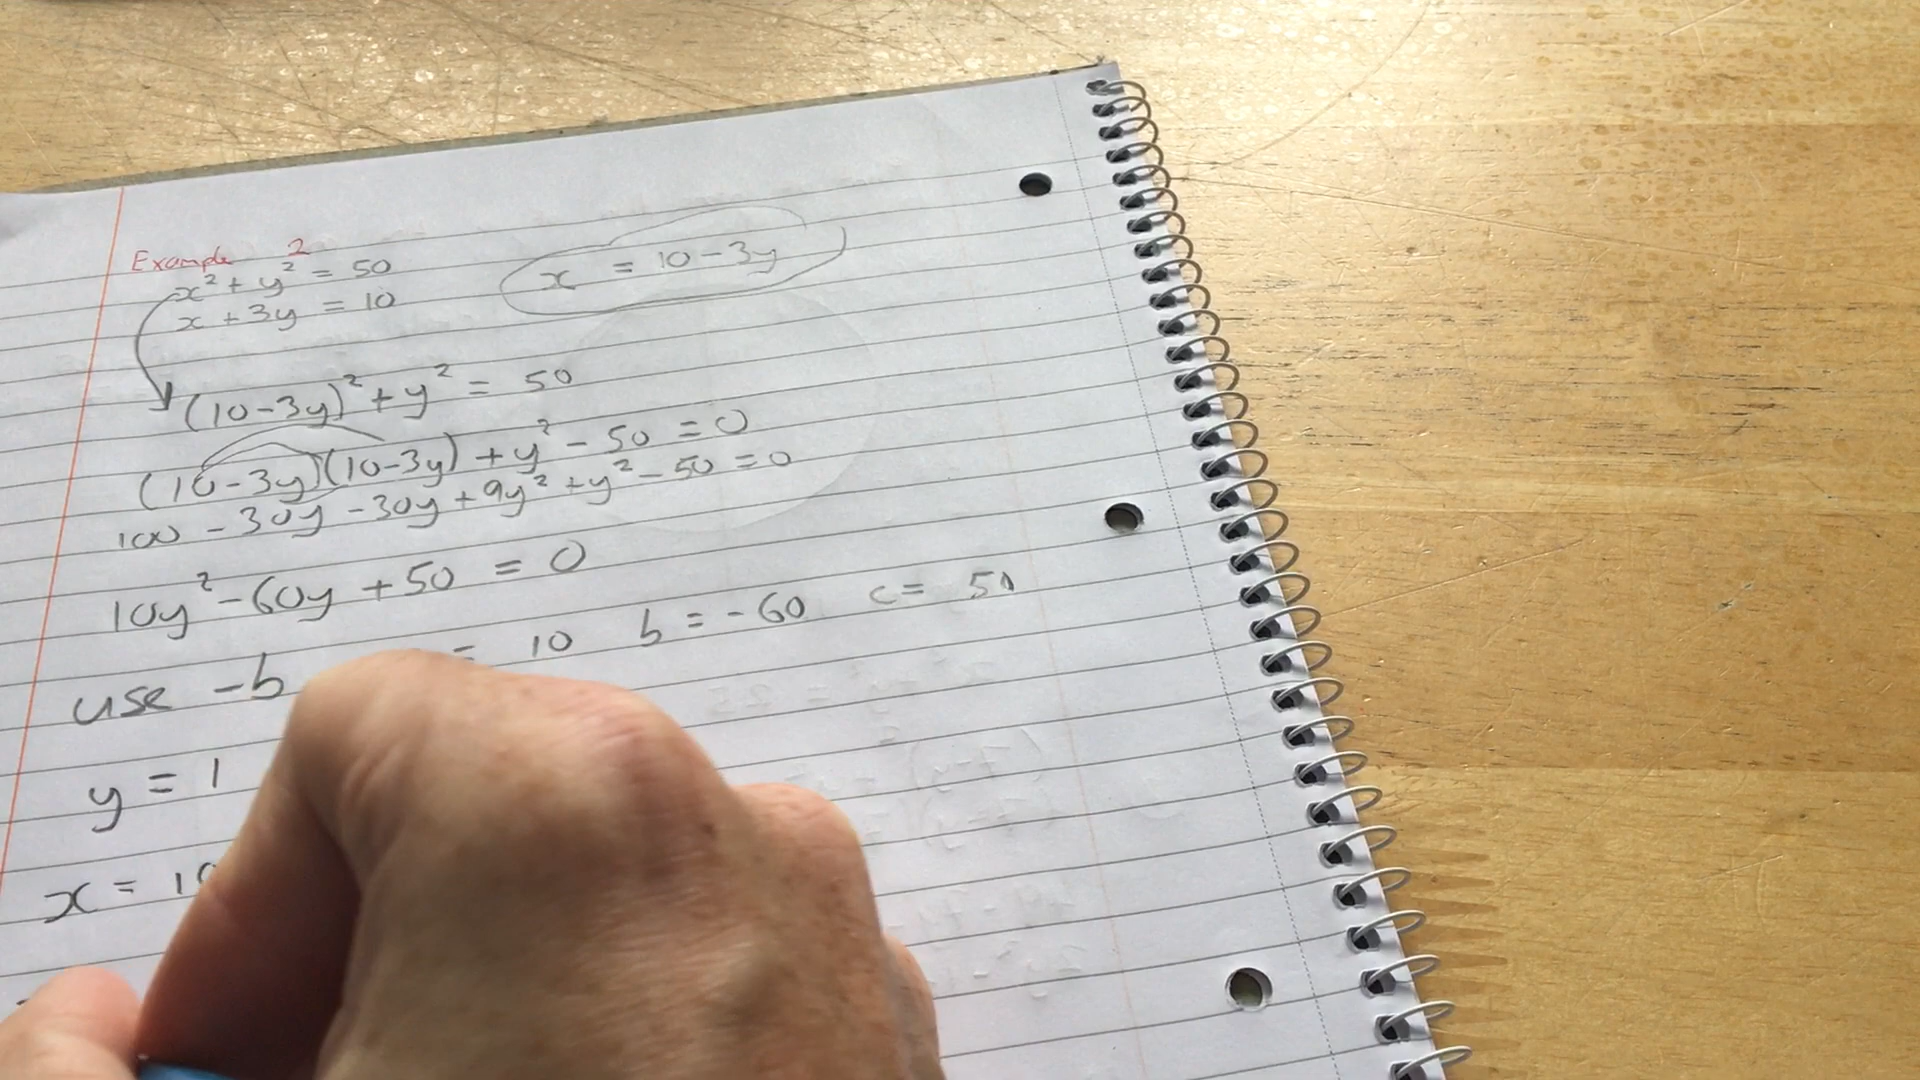 Example 2
x² + y² = 50
x + 3y = 10
x = 10 - 3y
(10-3y)² + y² = 50
(10-3y)(10-3y) + y² - 50 = 0
100 - 30y - 30y + 9y² + y² - 50 = 0
10y² - 60y + 50 = 0
use -b = 10 b = -60 c = 50
y = 1
x = 10